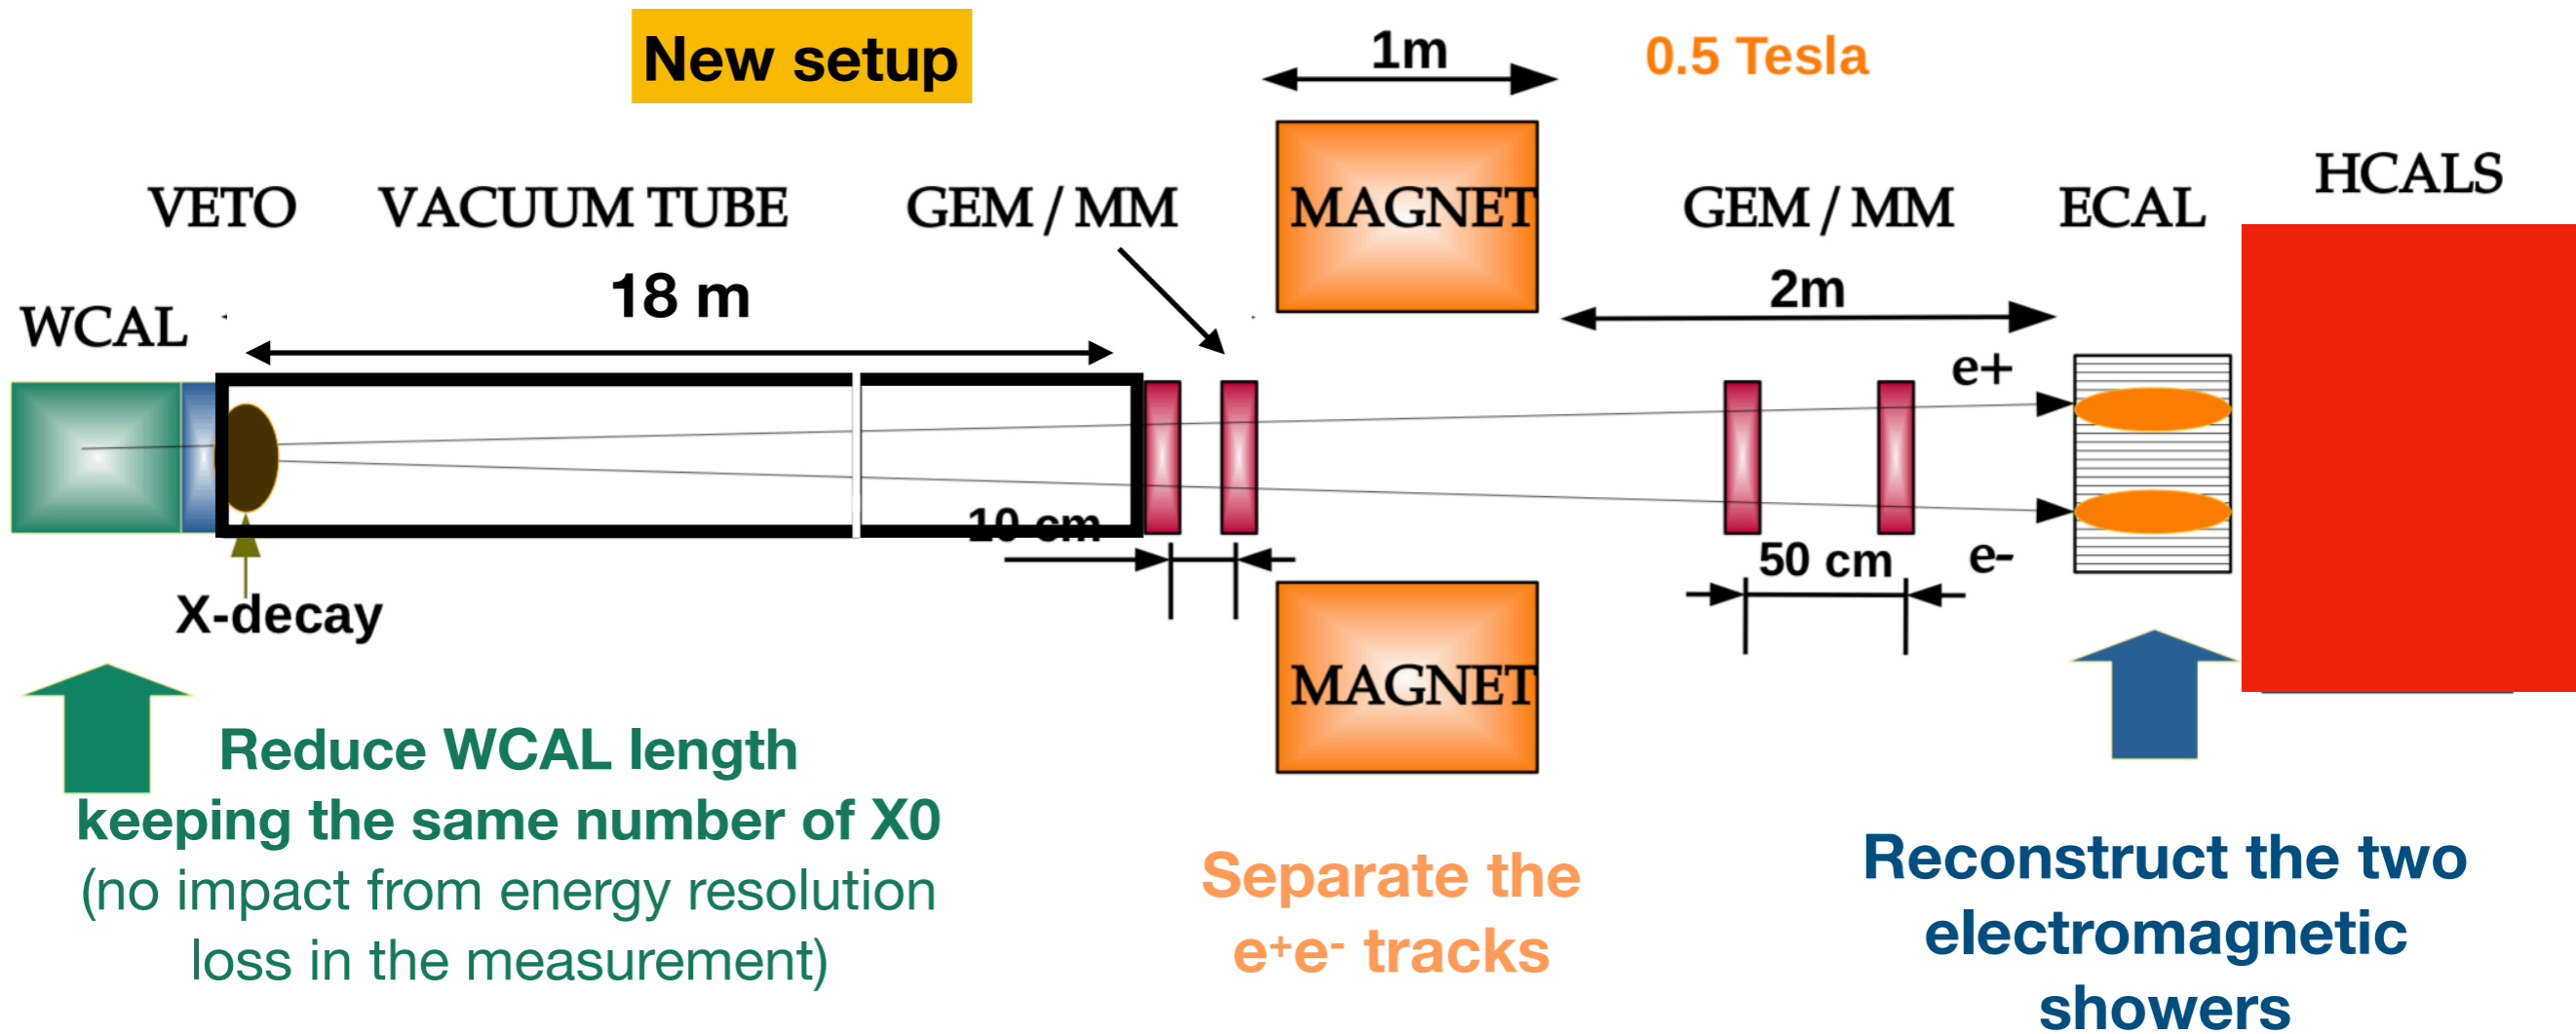 New setup
1m
0.5 Tesla
VETO
VACUUM TUBE
GEM / MM
MAGNET
GEM / MM
ECAL
HCALS
WCAL
18 m
2m
e+
10 cm
50 cm
e-
X-decay
MAGNET
Reduce WCAL length
keeping the same number of X0
(no impact from energy resolution
loss in the measurement)
Separate the
e⁺e⁻ tracks
Reconstruct the two
electromagnetic
showers